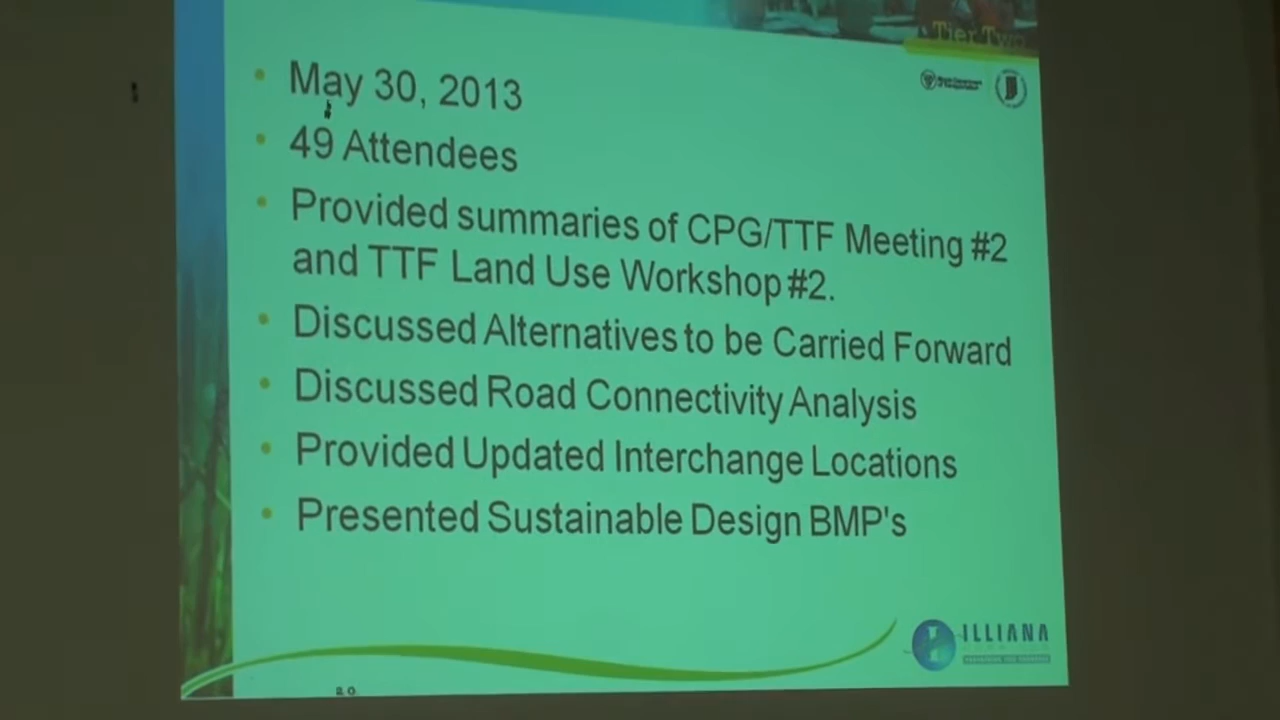 Tier Two
May 30, 2013
49 Attendees
Provided summaries of CPG/TTF Meeting #2
and TTF Land Use Workshop #2.
Discussed Alternatives to be Carried Forward
Discussed Road Connectivity Analysis
Provided Updated Interchange Locations
Presented Sustainable Design BMP's
ILLIANA